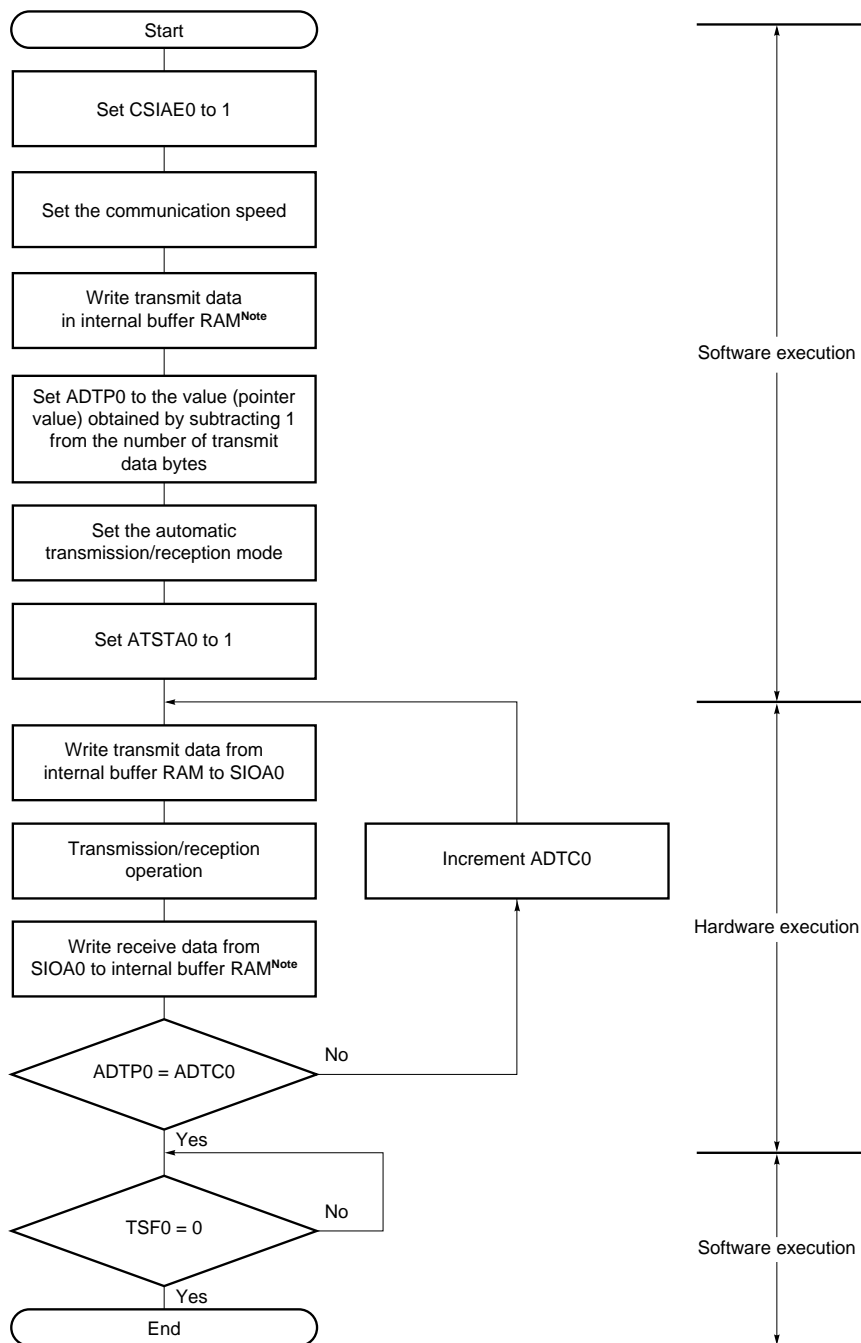 Start
Set CSIAE0 to 1
Set the communication speed
Write transmit data
in internal buffer RAMNote
Software execution
Set ADTP0 to the value (pointer
value) obtained by subtracting 1
from the number of transmit
data bytes
Set the automatic
transmission/reception mode
Set ATSTA0 to 1
Write transmit data from
internal buffer RAM to SIOA0
Transmission/reception
operation
Increment ADTC0
Write receive data from
SIOA0 to internal buffer RAMNote
Hardware execution
ADTP0 = ADTC0
No
Yes
TSF0 = 0
No
Software execution
Yes
End